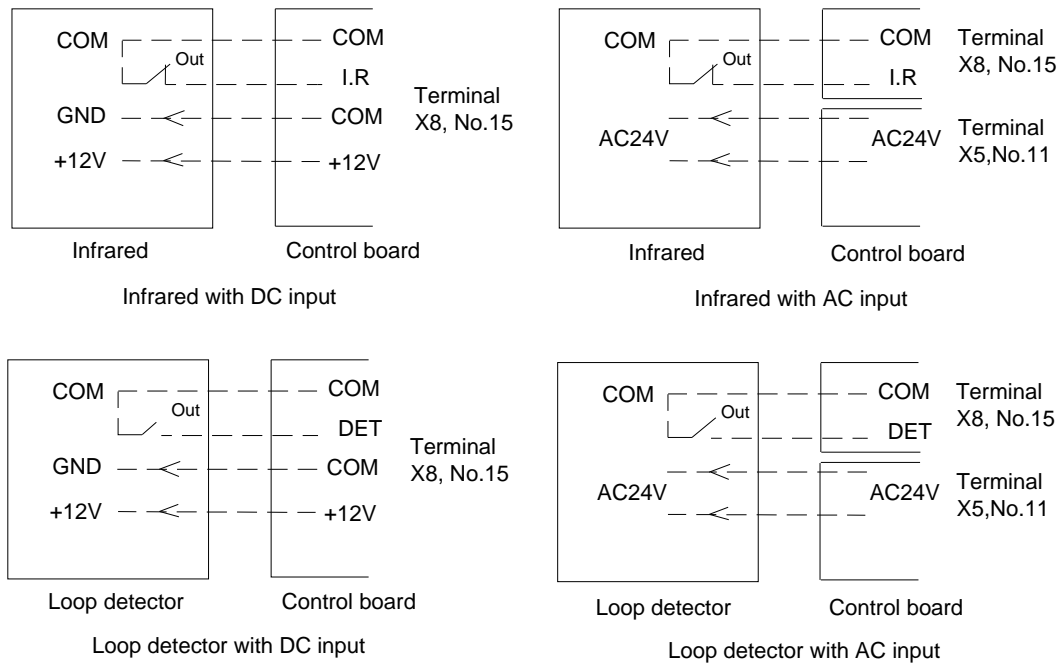 COM
Out
GND
+12V
COM
I.R
COM
+12V
Terminal
X8, No.15
Infrared
Control board
Infrared with DC input
COM
Out
AC24V
COM
I.R
AC24V
Terminal
X8, No.15
Terminal
X5,No.11
Infrared
Control board
Infrared with AC input
COM
Out
GND
+12V
COM
DET
COM
+12V
Terminal
X8, No.15
Loop detector
Control board
Loop detector with DC input
COM
Out
AC24V
COM
DET
AC24V
Terminal
X8, No.15
Terminal
X5,No.11
Loop detector
Control board
Loop detector with AC input